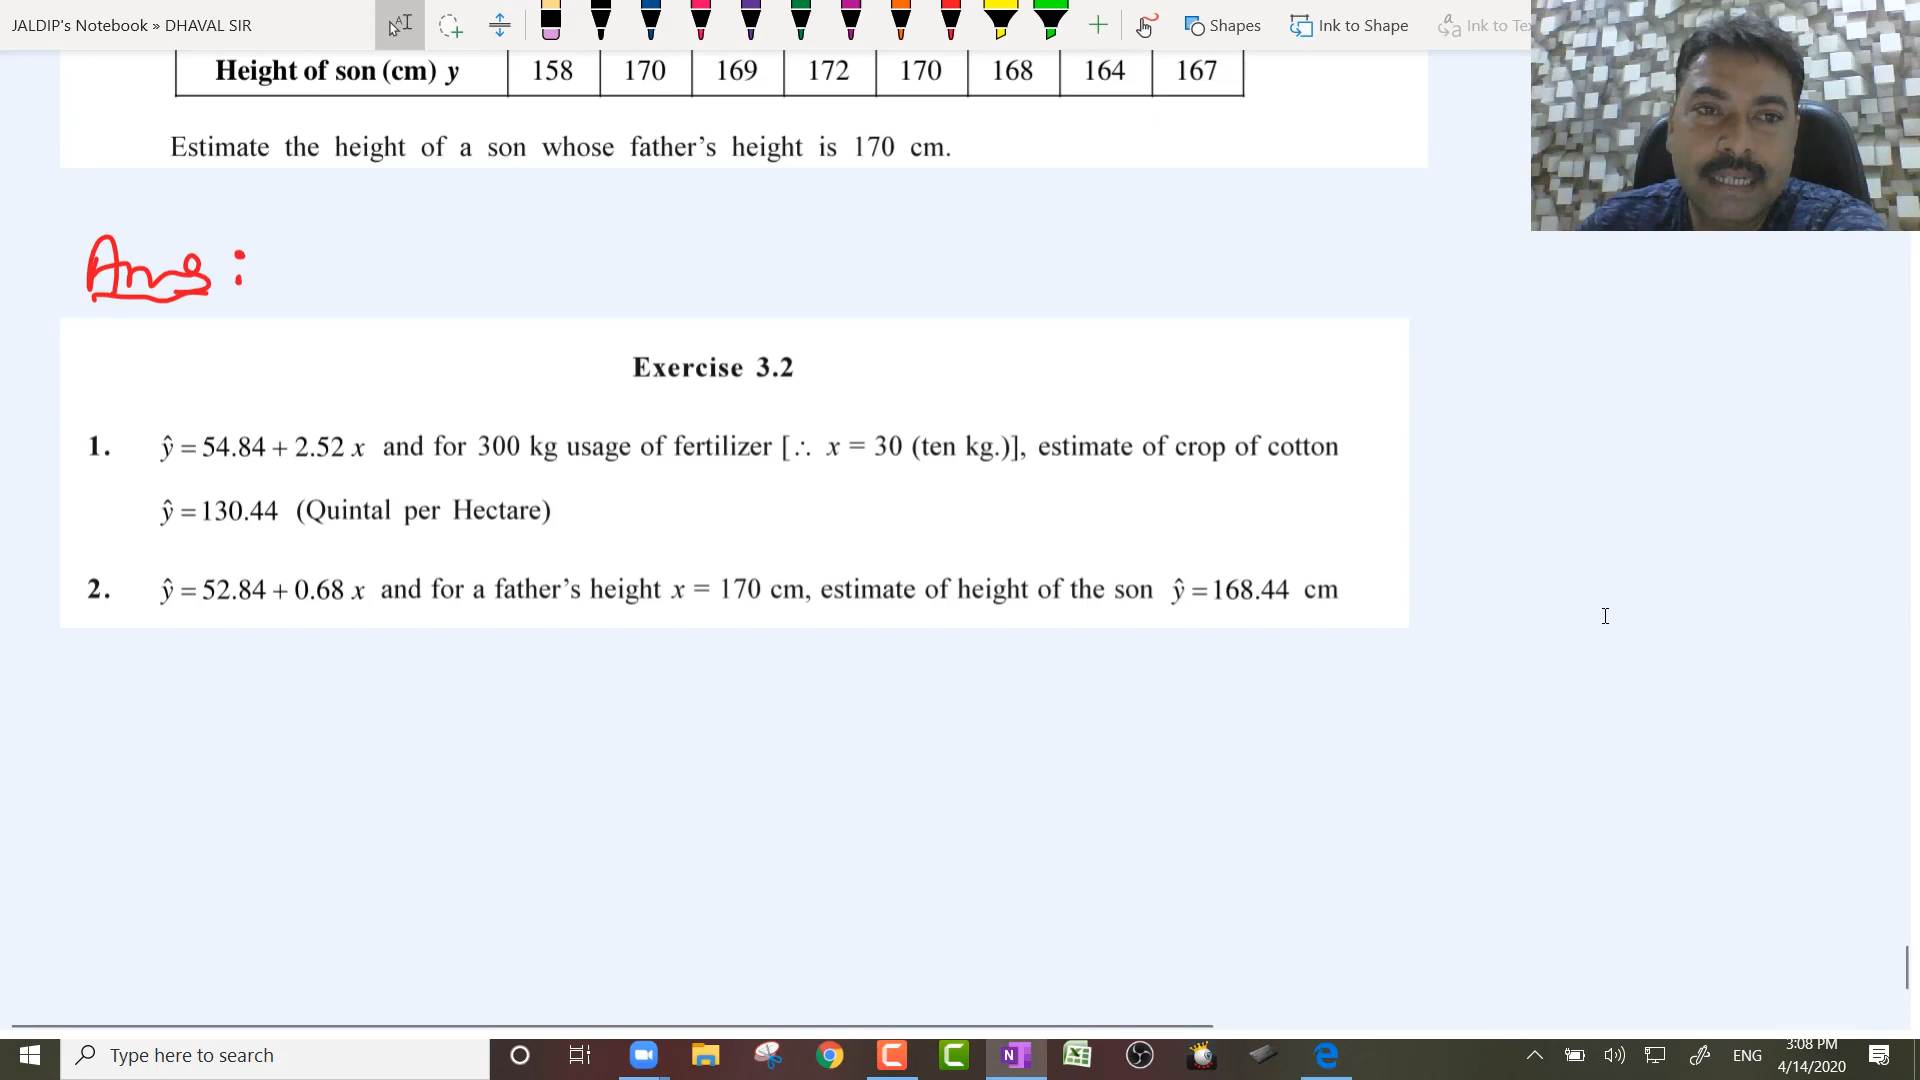 JALDIP's Notebook » DHAVAL SIR
Shapes
Ink to Shape
Ink to Te
Height of son (cm) y 158 170 169 172 170 168 164 167
Estimate the height of a son whose father's height is 170 cm.
Ans :
Exercise 3.2
1. ŷ = 54.84 + 2.52 x and for 300 kg usage of fertilizer [∴ x = 30 (ten kg.)], estimate of crop of cotton
ŷ = 130.44 (Quintal per Hectare)
2. ŷ = 52.84 + 0.68 x and for a father's height x = 170 cm, estimate of height of the son ŷ = 168.44 cm
Type here to search
ENG
3:08 PM
4/14/2020